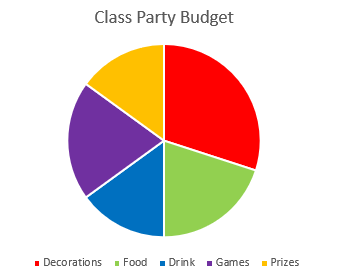 Class Party Budget
Decorations Food Drink Games Prizes